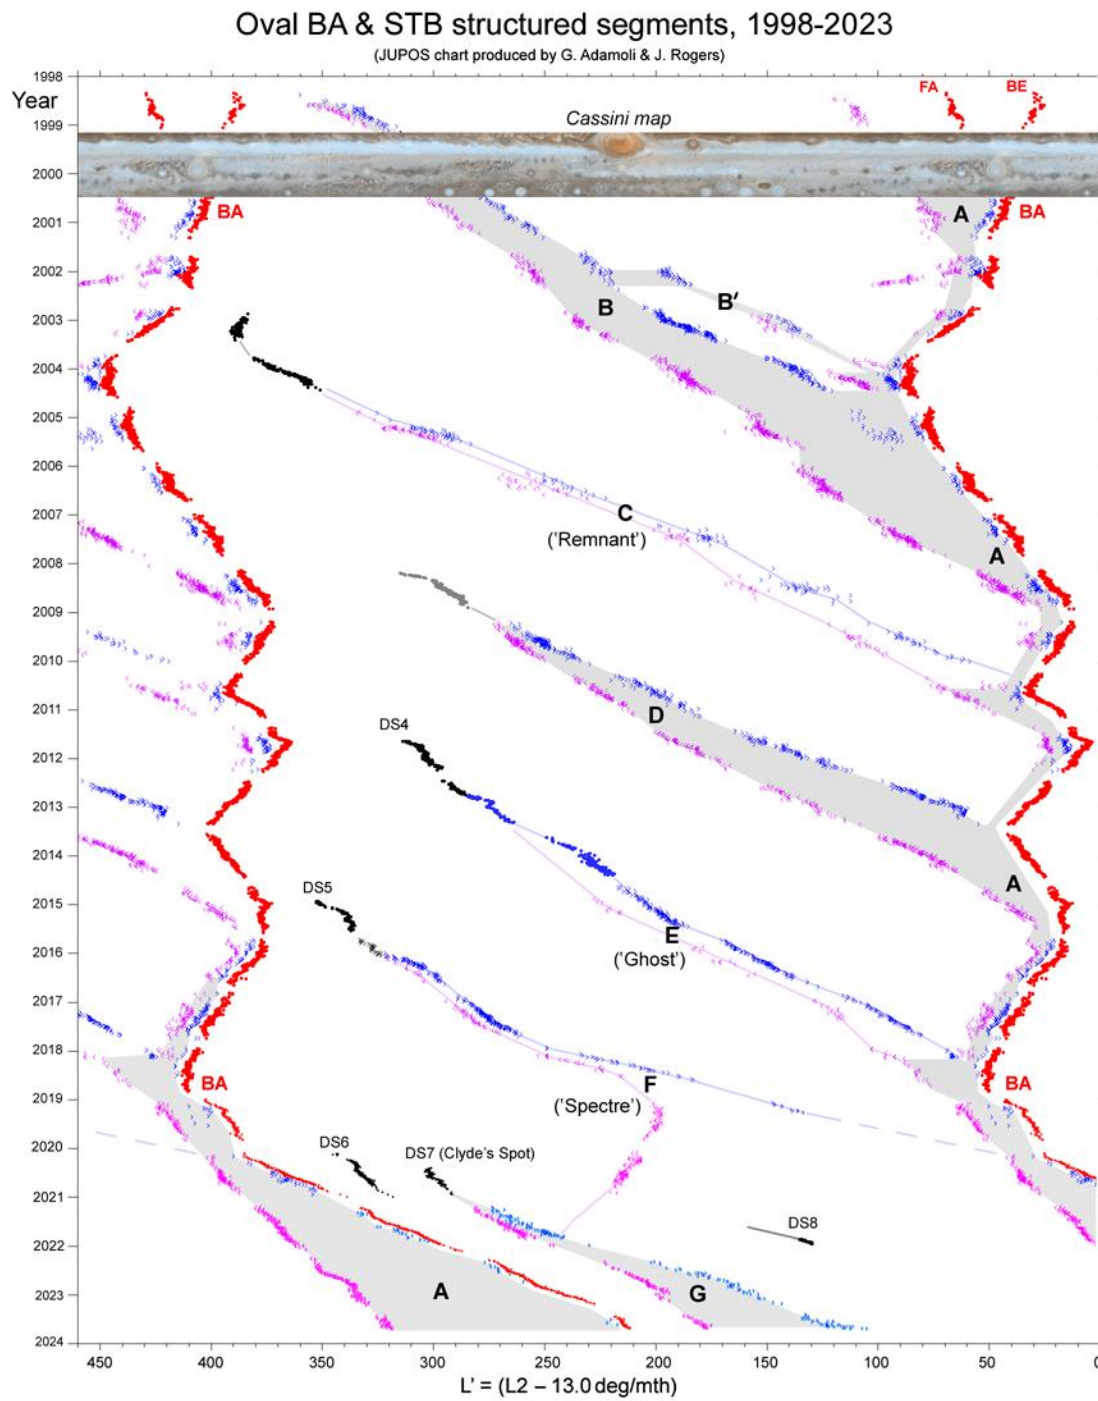 Oval BA & STB structured segments, 1998-2023
(JUPOS chart produced by G. Adamoli & J. Rogers)
1998
Year
FA
BE
1999
Cassini map
2000
BA
A
BA
2001
2002
B
B′
2003
2004
2005
2006
2007
C
('Remnant')
A
2008
2009
2010
2011
D
DS4
2012
2013
2014
DS5
A
2015
E
('Ghost')
2016
2017
2018
BA
F
BA
2019
('Spectre')
2020
DS6
DS7 (Clyde's Spot)
2021
DS8
2022
A
G
2023
2024
450 400 350 300 250 200 150 100 50 0
L' = (L2 – 13.0 deg/mth)